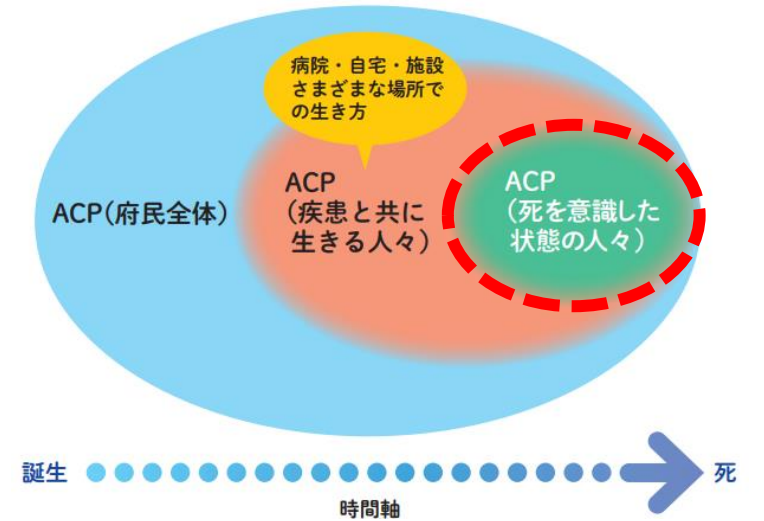 病院・自宅・施設
さまざまな場所で
の生き方
ACP(府民全体)
ACP
(疾患と共に
生きる人々)
ACP
(死を意識した
状態の人々)
誕生
死
時間軸